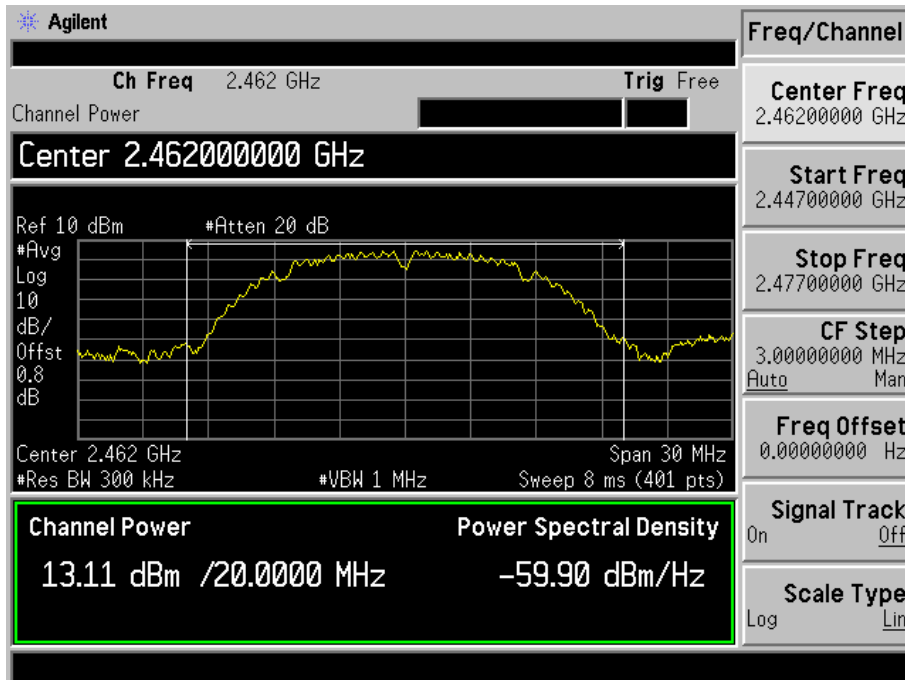 Agilent
Ch Freq 2.462 GHz Trig Free
Channel Power
Center 2.462000000 GHz
Ref 10 dBm #Atten 20 dB
#Avg
Log
10
dB/
Offst
0.8
dB
Center 2.462 GHz Span 30 MHz
#Res BW 300 kHz #VBW 1 MHz Sweep 8 ms (401 pts)
Channel Power Power Spectral Density
13.11 dBm /20.0000 MHz -59.90 dBm/Hz
Freq/Channel
Center Freq
2.46200000 GHz
Start Freq
2.44700000 GHz
Stop Freq
2.47700000 GHz
CF Step
3.00000000 MHz
Auto Man
Freq Offset
0.00000000 Hz
Signal Track
On Off
Scale Type
Log Lin